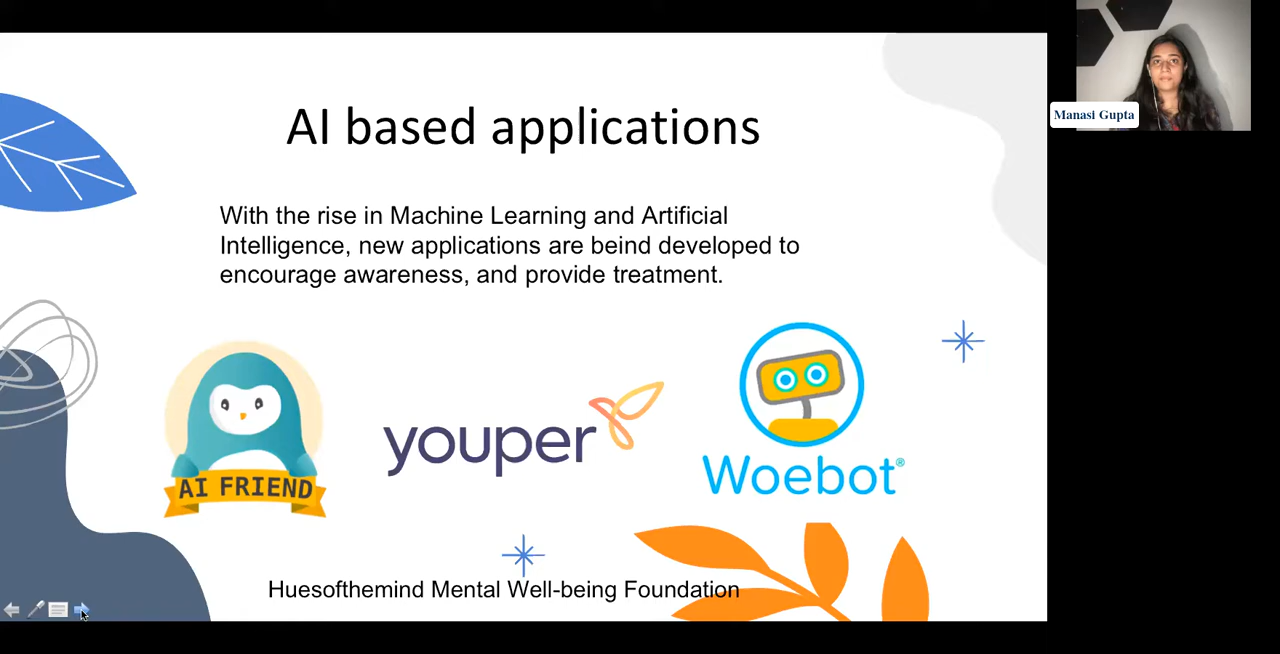 AI based applications
Manasi Gupta
With the rise in Machine Learning and Artificial
Intelligence, new applications are beind developed to
encourage awareness, and provide treatment.
AI FRIEND
youper
Woebot®
Huesofthemind Mental Well-being Foundation